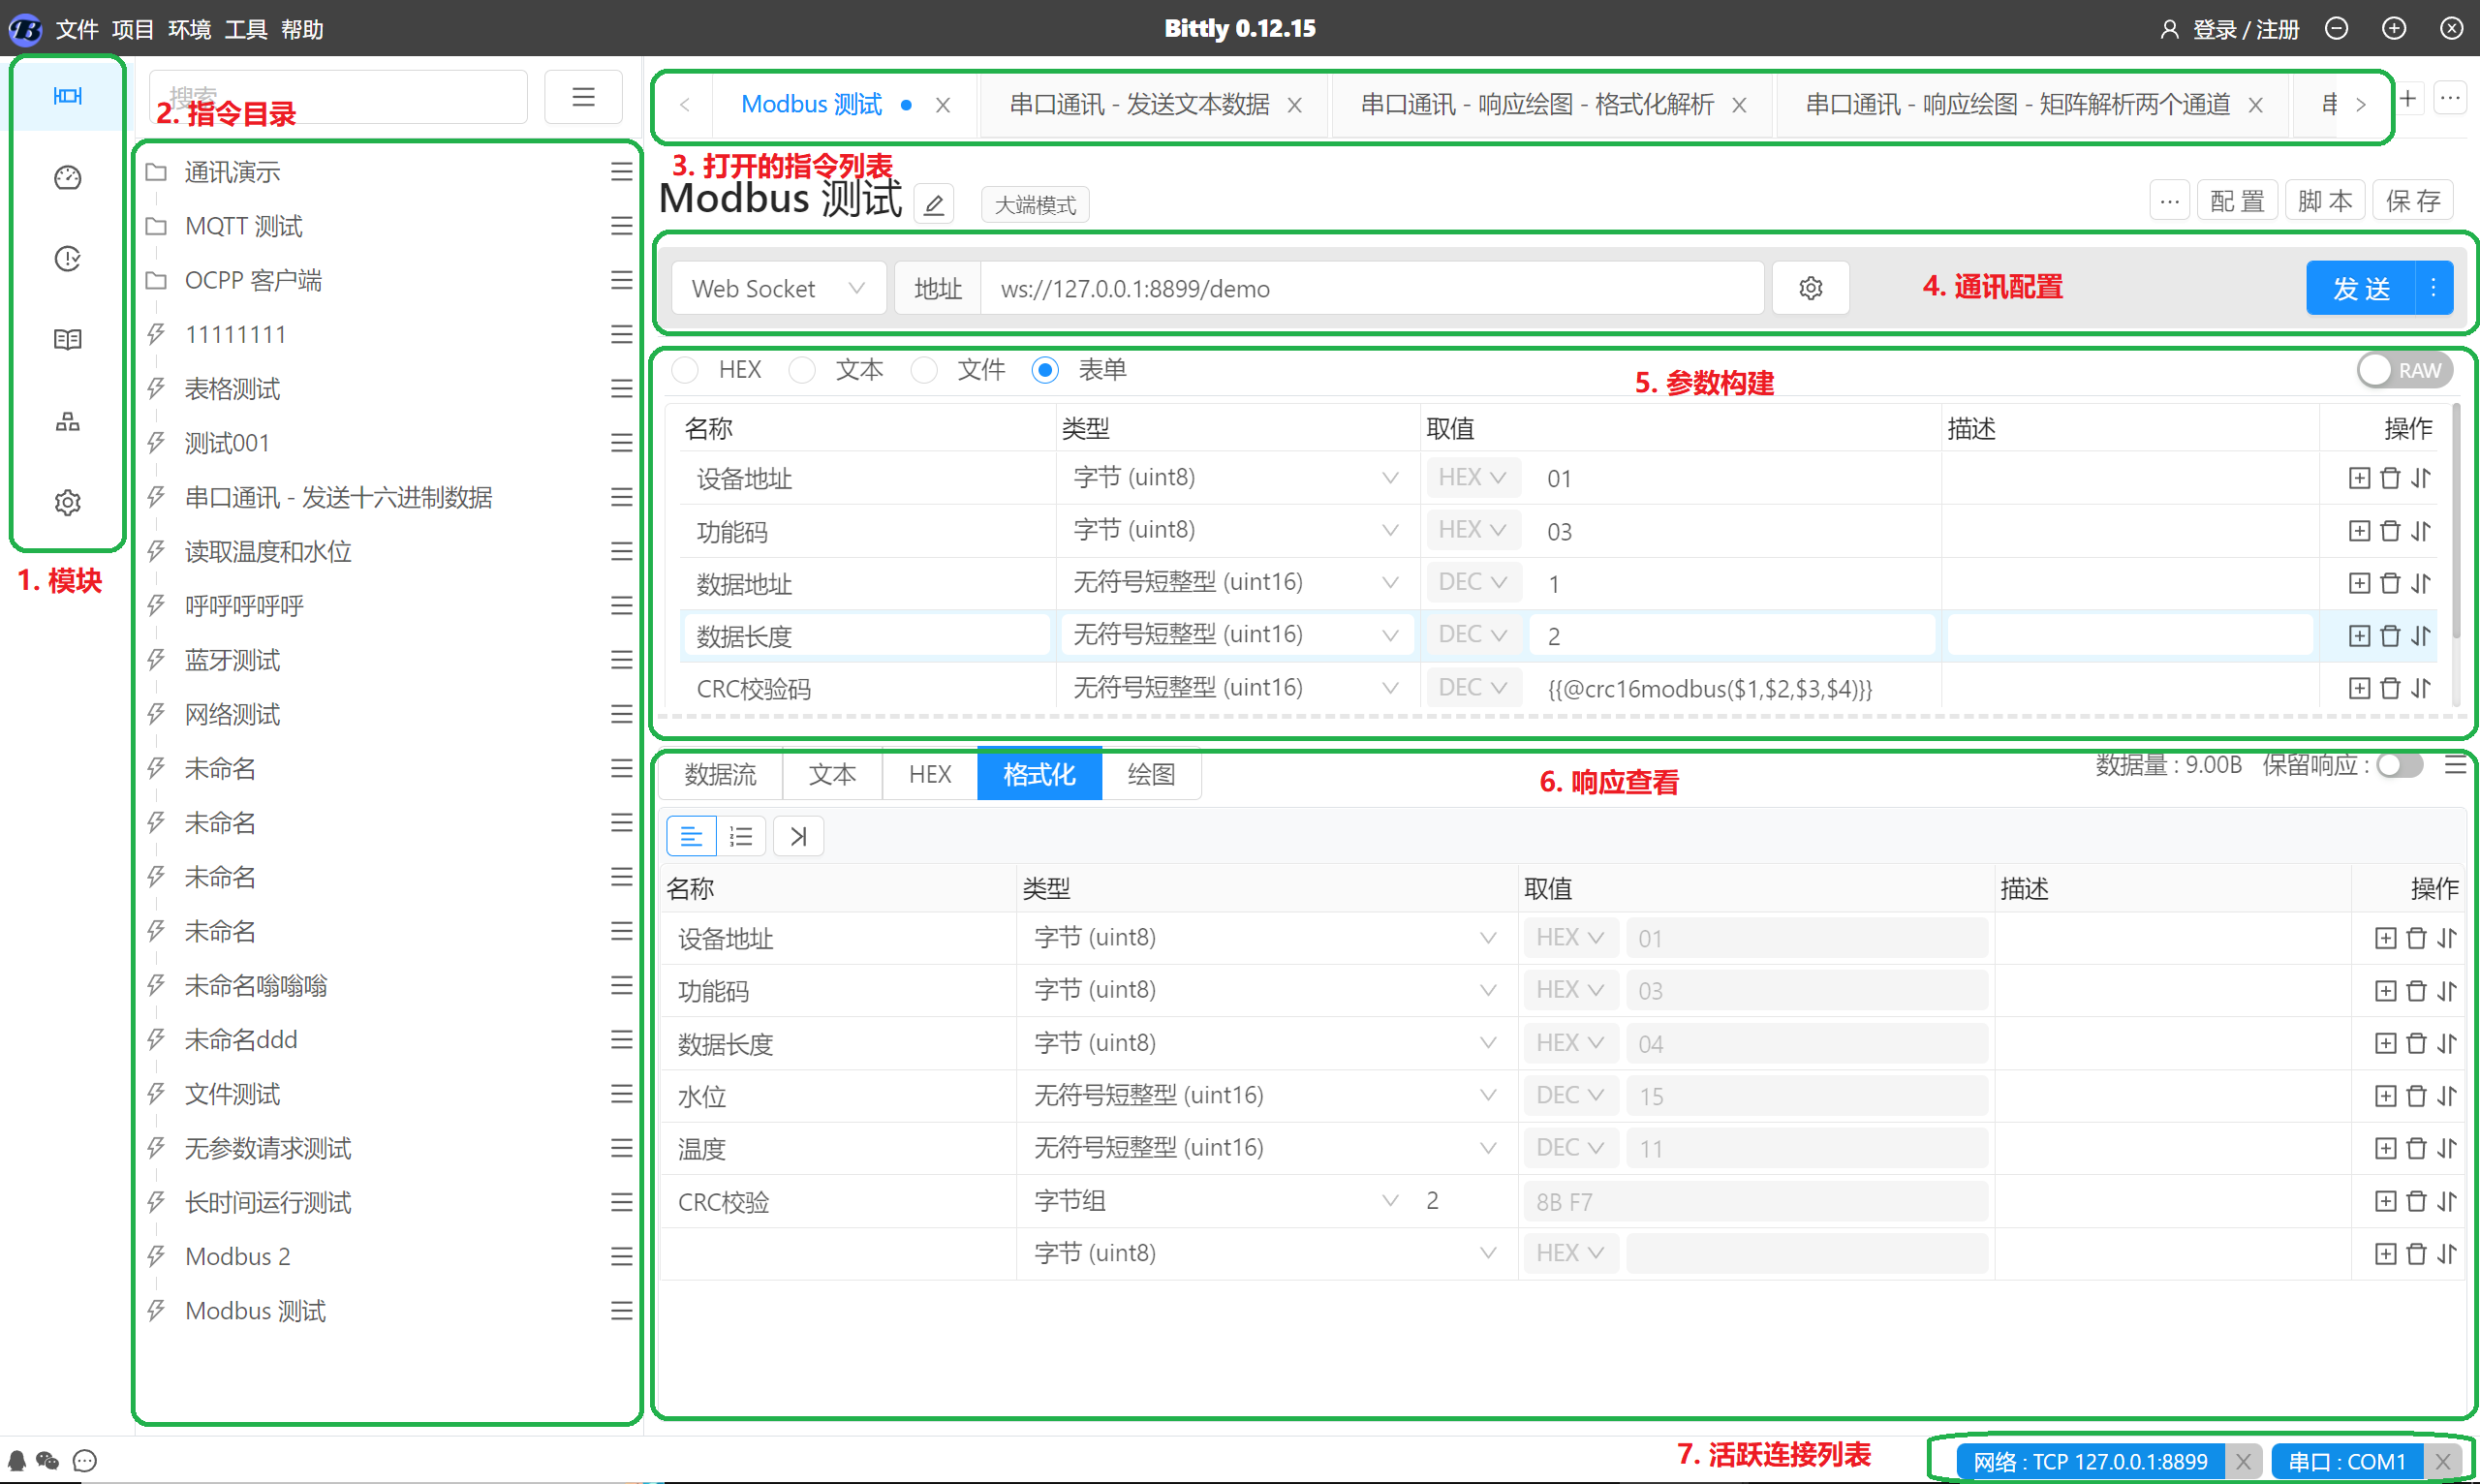 文件 项目 环境 工具 帮助
Bittly 0.12.15
登录 / 注册
搜索
2. 指令目录
通讯演示
MQTT 测试
OCPP 客户端
11111111
表格测试
测试001
串口通讯 - 发送十六进制数据
读取温度和水位
呼呼呼呼呼
蓝牙测试
网络测试
未命名
未命名
未命名
未命名
未命名嗡嗡嗡
未命名ddd
文件测试
无参数请求测试
长时间运行测试
Modbus 2
Modbus 测试
1. 模块
Modbus 测试 串口通讯 - 发送文本数据 串口通讯 - 响应绘图 - 格式化解析 串口通讯 - 响应绘图 - 矩阵解析两个通道 串
3. 打开的指令列表
Modbus 测试 大端模式 ... 配 置 脚 本 保 存
Web Socket 地址 ws://127.0.0.1:8899/demo 4. 通讯配置 发 送
HEX 文本 文件 表单 5. 参数构建 RAW
名称 类型 取值 描述 操作
设备地址 字节 (uint8) HEX 01
功能码 字节 (uint8) HEX 03
数据地址 无符号短整型 (uint16) DEC 1
数据长度 无符号短整型 (uint16) DEC 2
CRC校验码 无符号短整型 (uint16) DEC {{@crc16modbus($1,$2,$3,$4)}}
数据流 文本 HEX 格式化 绘图 6. 响应查看 数据量 : 9.00B 保留响应 :
名称 类型 取值 描述 操作
设备地址 字节 (uint8) HEX 01
功能码 字节 (uint8) HEX 03
数据长度 字节 (uint8) HEX 04
水位 无符号短整型 (uint16) DEC 15
温度 无符号短整型 (uint16) DEC 11
CRC校验 字节组 2 8B F7
字节 (uint8) HEX
7. 活跃连接列表 网络 : TCP 127.0.0.1:8899 X 串口 : COM1 X